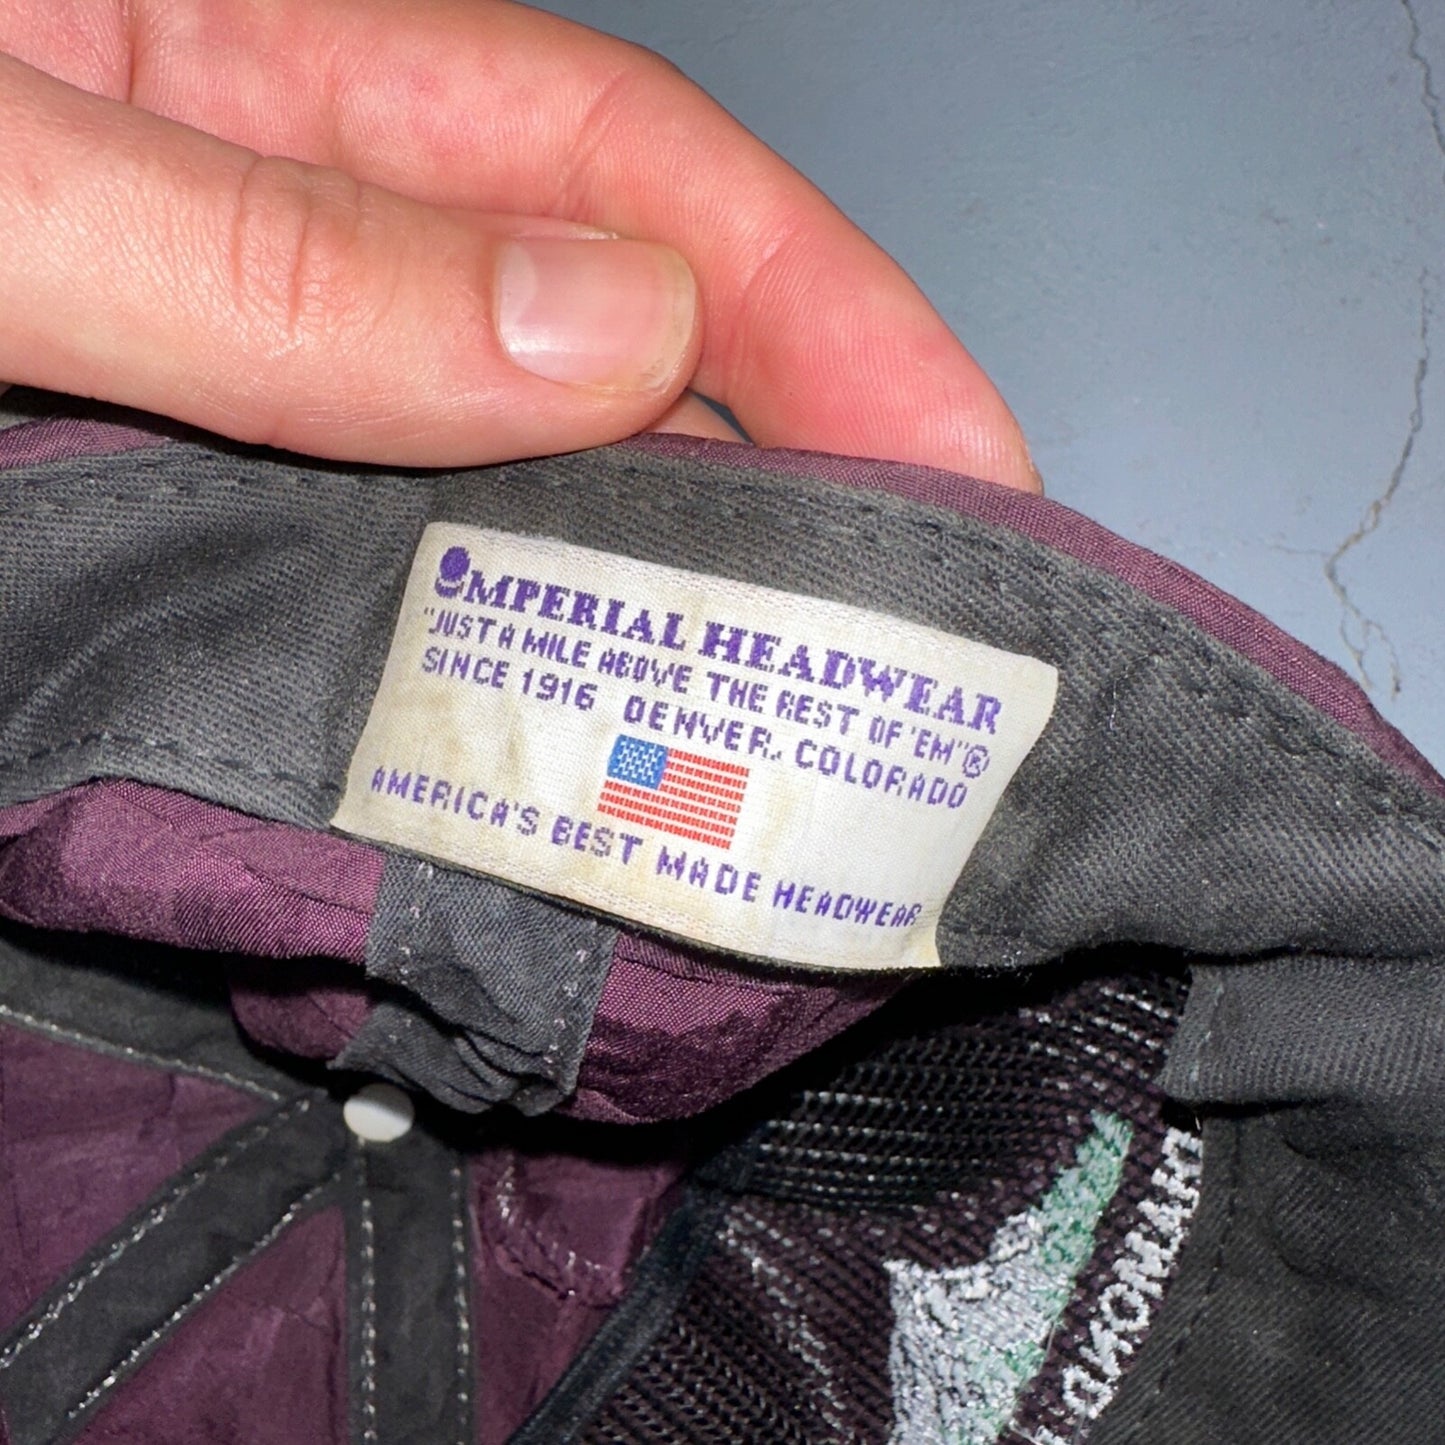 IMPERIAL HEADWEAR
"JUST A MILE ABOVE THE REST OF 'EM"®
SINCE 1916 DENVER, COLORADO
AMERICA'S BEST MADE HEADWEAR